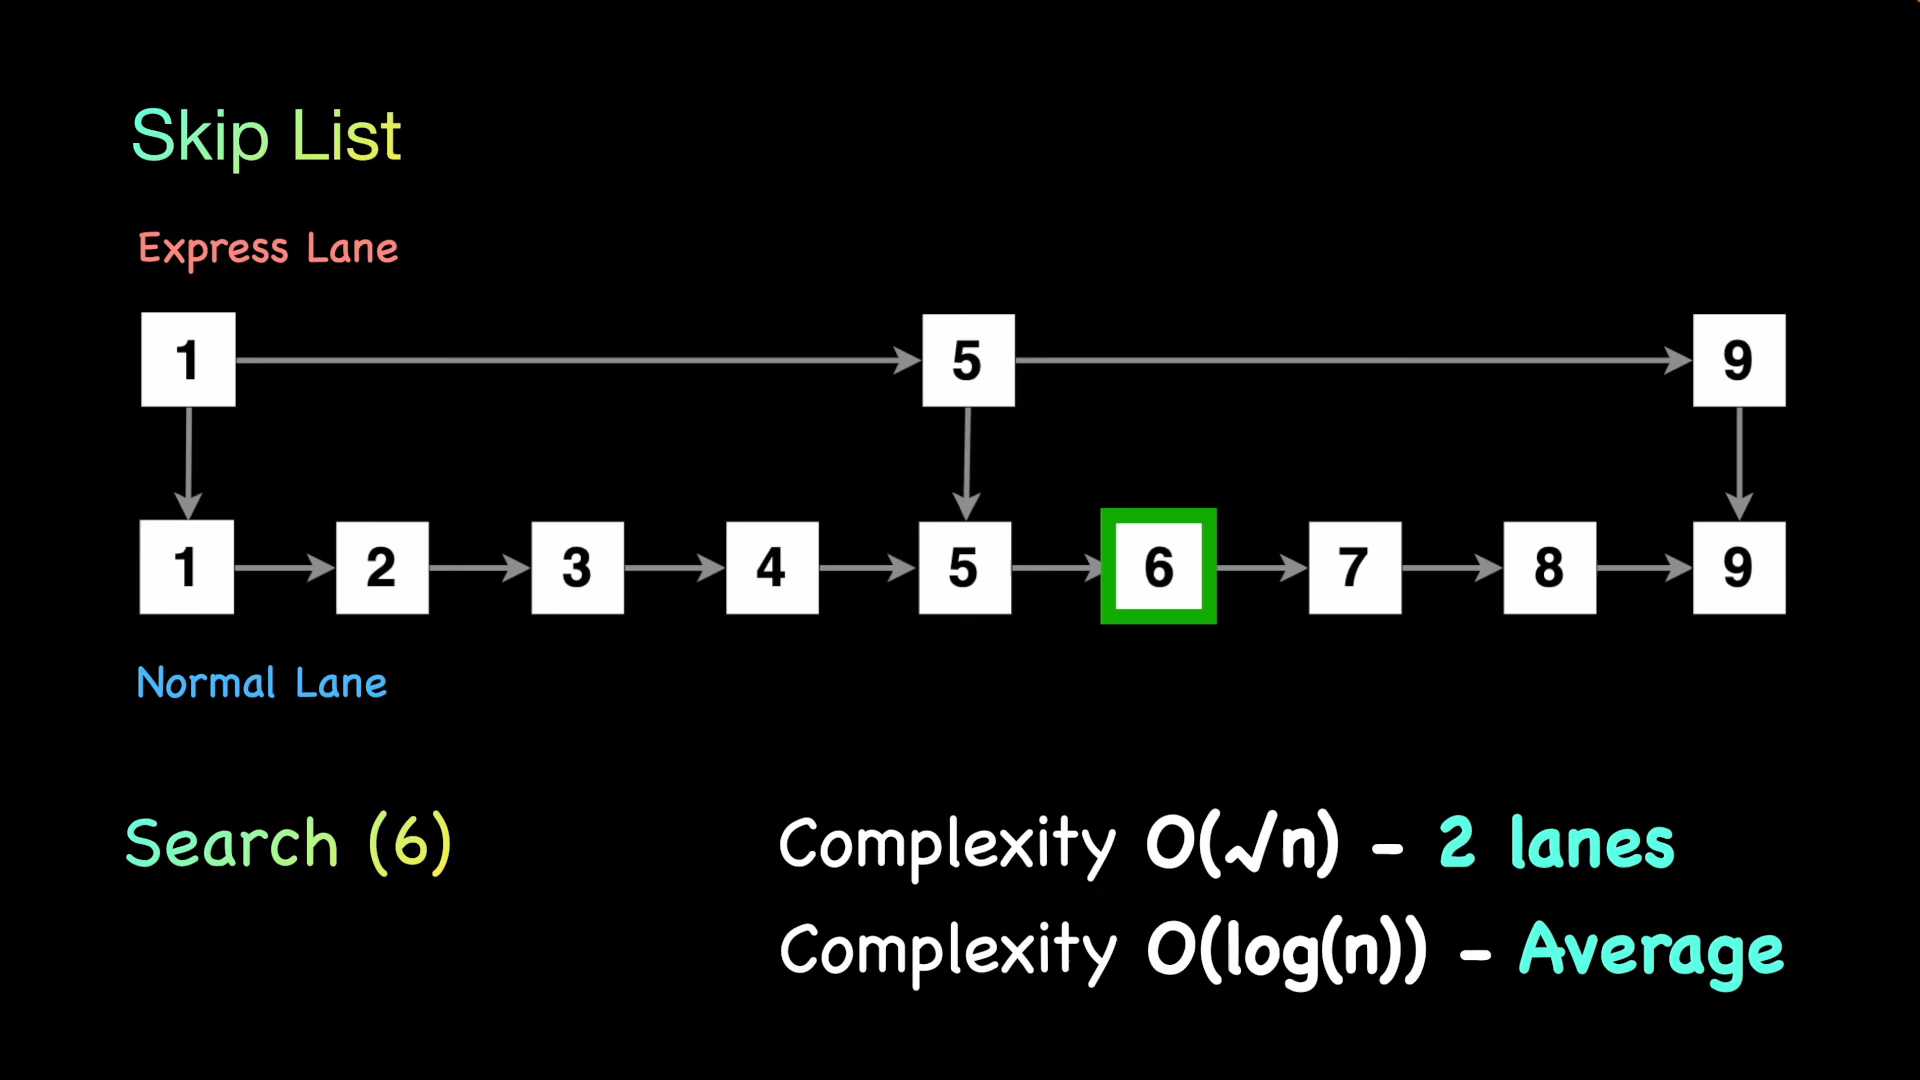 Skip List
Express Lane
1 5 9
1 2 3 4 5 6 7 8 9
Normal Lane
Search (6)
Complexity O(√n) - 2 lanes
Complexity O(log(n)) - Average